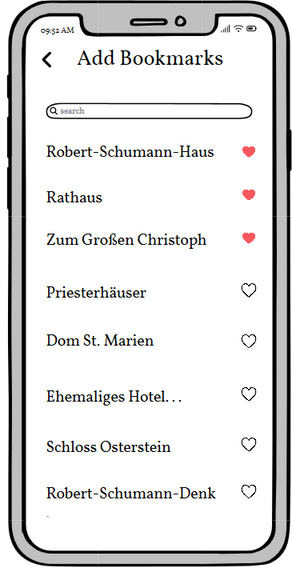 09:52 AM
Add Bookmarks
search
Robert-Schumann-Haus
Rathaus
Zum Großen Christoph
Priesterhäuser
Dom St. Marien
Ehemaliges Hotel...
Schloss Osterstein
Robert-Schumann-Denk